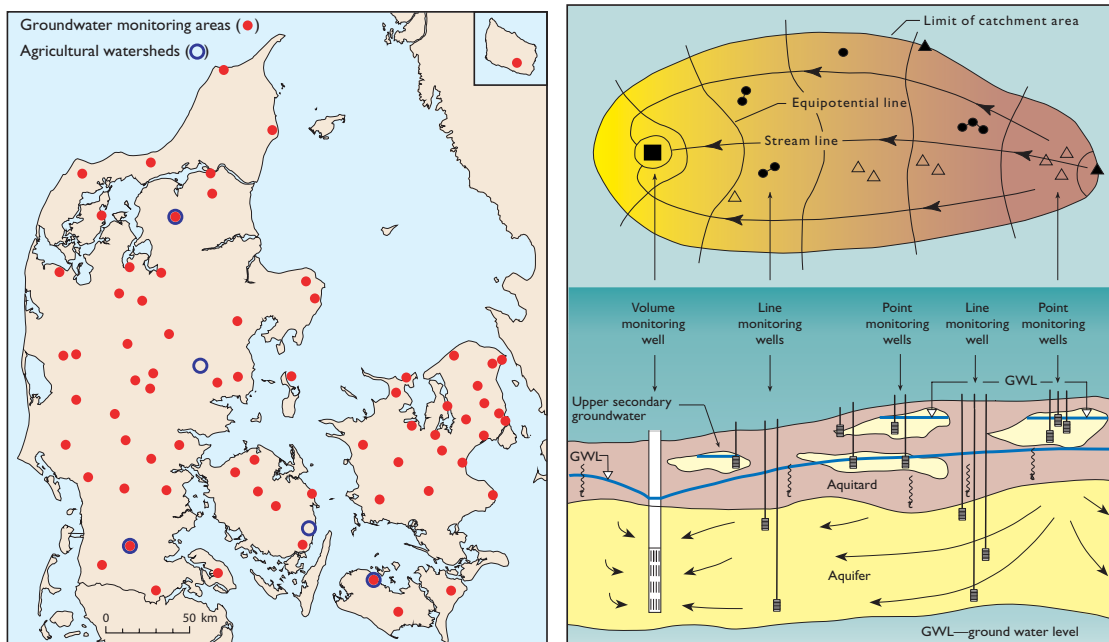 Groundwater monitoring areas ( )
Agricultural watersheds ( )
0 50 km
Limit of catchment area
Equipotential line
Stream line
Volume
monitoring
well
Line
monitoring
wells
Point
monitoring
wells
Line
monitoring
well
Point
monitoring
wells
GWL
Upper secondary
groundwater
GWL
Aquitard
Aquifer
GWL—ground water level